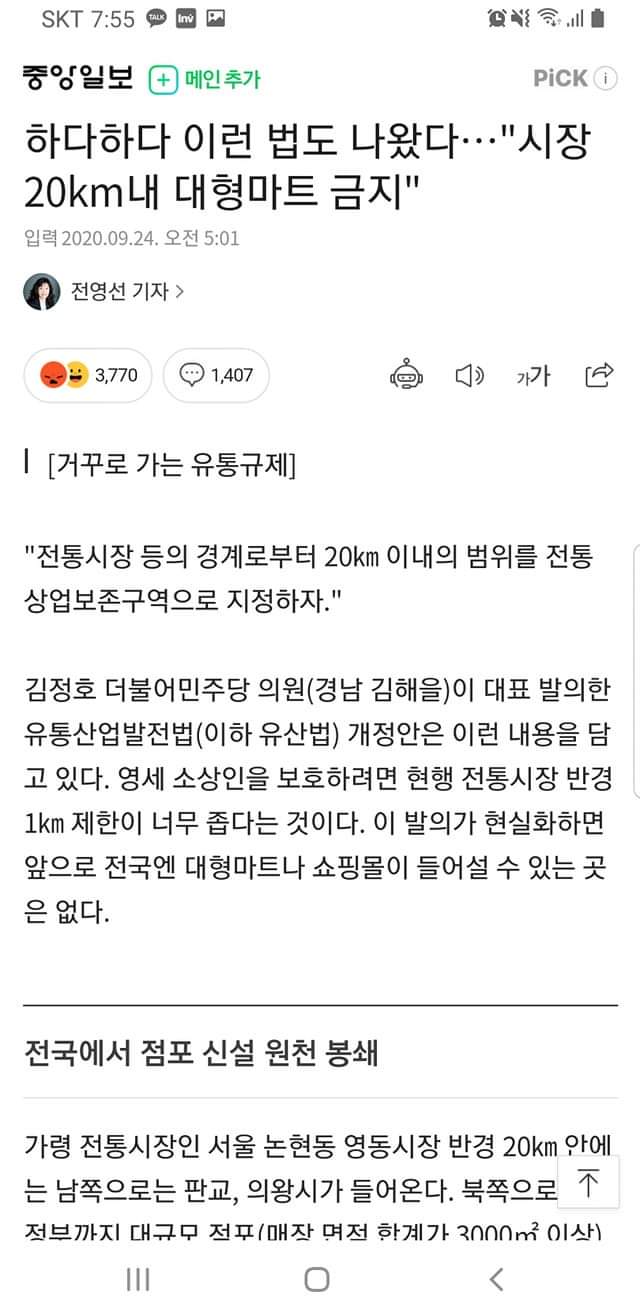 SKT 7:55 TALK Inv
중앙일보 메인 추가 PiCK i
하다하다 이런 법도 나왔다…"시장
20km내 대형마트 금지"
입력 2020.09.24. 오전 5:01
전영선 기자
3,770 1,407 가가
[거꾸로 가는 유통규제]
"전통시장 등의 경계로부터 20㎞ 이내의 범위를 전통
상업보존구역으로 지정하자."
김정호 더불어민주당 의원(경남 김해을)이 대표 발의한
유통산업발전법(이하 유산법) 개정안은 이런 내용을 담
고 있다. 영세 소상인을 보호하려면 현행 전통시장 반경
1㎞ 제한이 너무 좁다는 것이다. 이 발의가 현실화하면
앞으로 전국엔 대형마트나 쇼핑몰이 들어설 수 있는 곳
은 없다.
전국에서 점포 신설 원천 봉쇄
가령 전통시장인 서울 논현동 영동시장 반경 20㎞ 안에
는 남쪽으로는 판교, 의왕시가 들어온다. 북쪽으로
정부까지 대규모 점포(매장 면적 합계가 3000㎡ 이상)